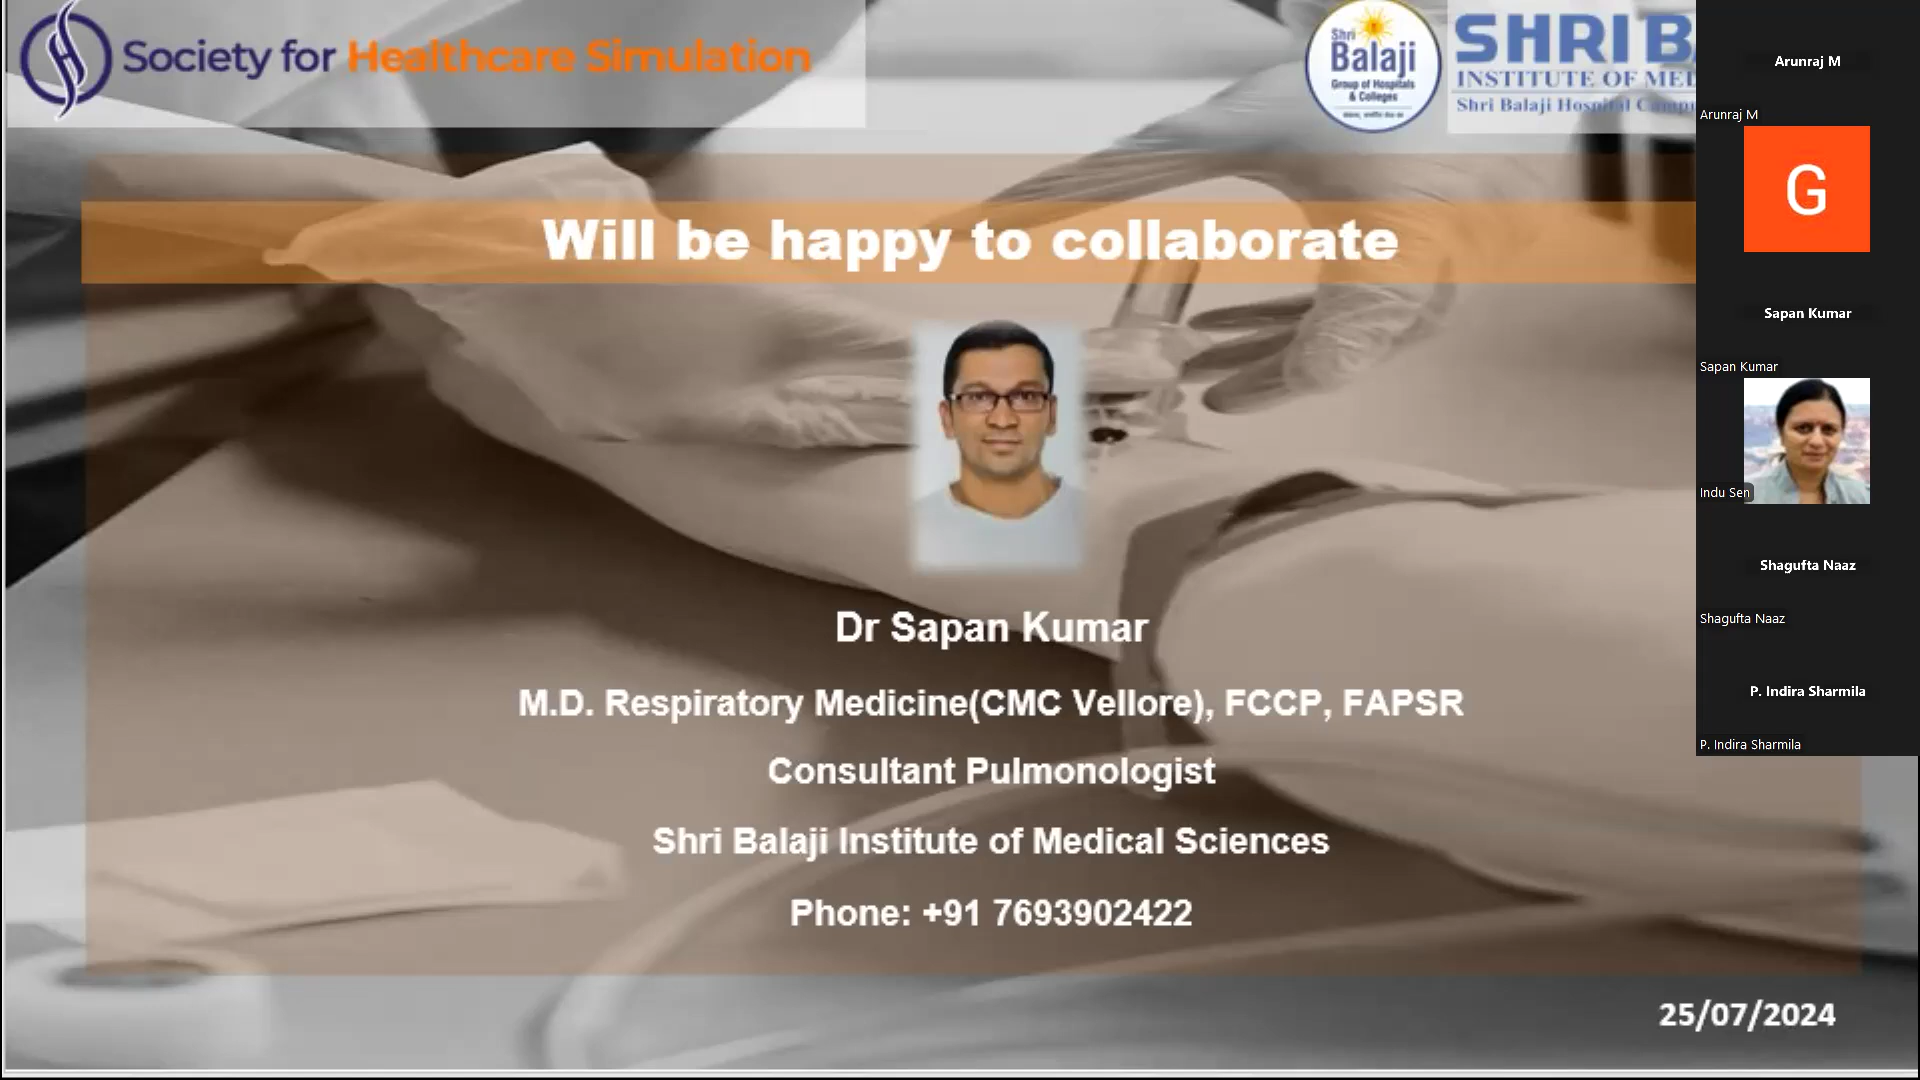 Society for Healthcare Simulation
Shri
Balaji
Group of Hospitals
& Colleges
SHRI BA
INSTITUTE OF MED
Shri Balaji Hospital Campu
Will be happy to collaborate
Dr Sapan Kumar
M.D. Respiratory Medicine(CMC Vellore), FCCP, FAPSR
Consultant Pulmonologist
Shri Balaji Institute of Medical Sciences
Phone: +91 7693902422
25/07/2024
Arunraj M
Arunraj M
G
Sapan Kumar
Sapan Kumar
Indu Sen
Shagufta Naaz
Shagufta Naaz
P. Indira Sharmila
P. Indira Sharmila